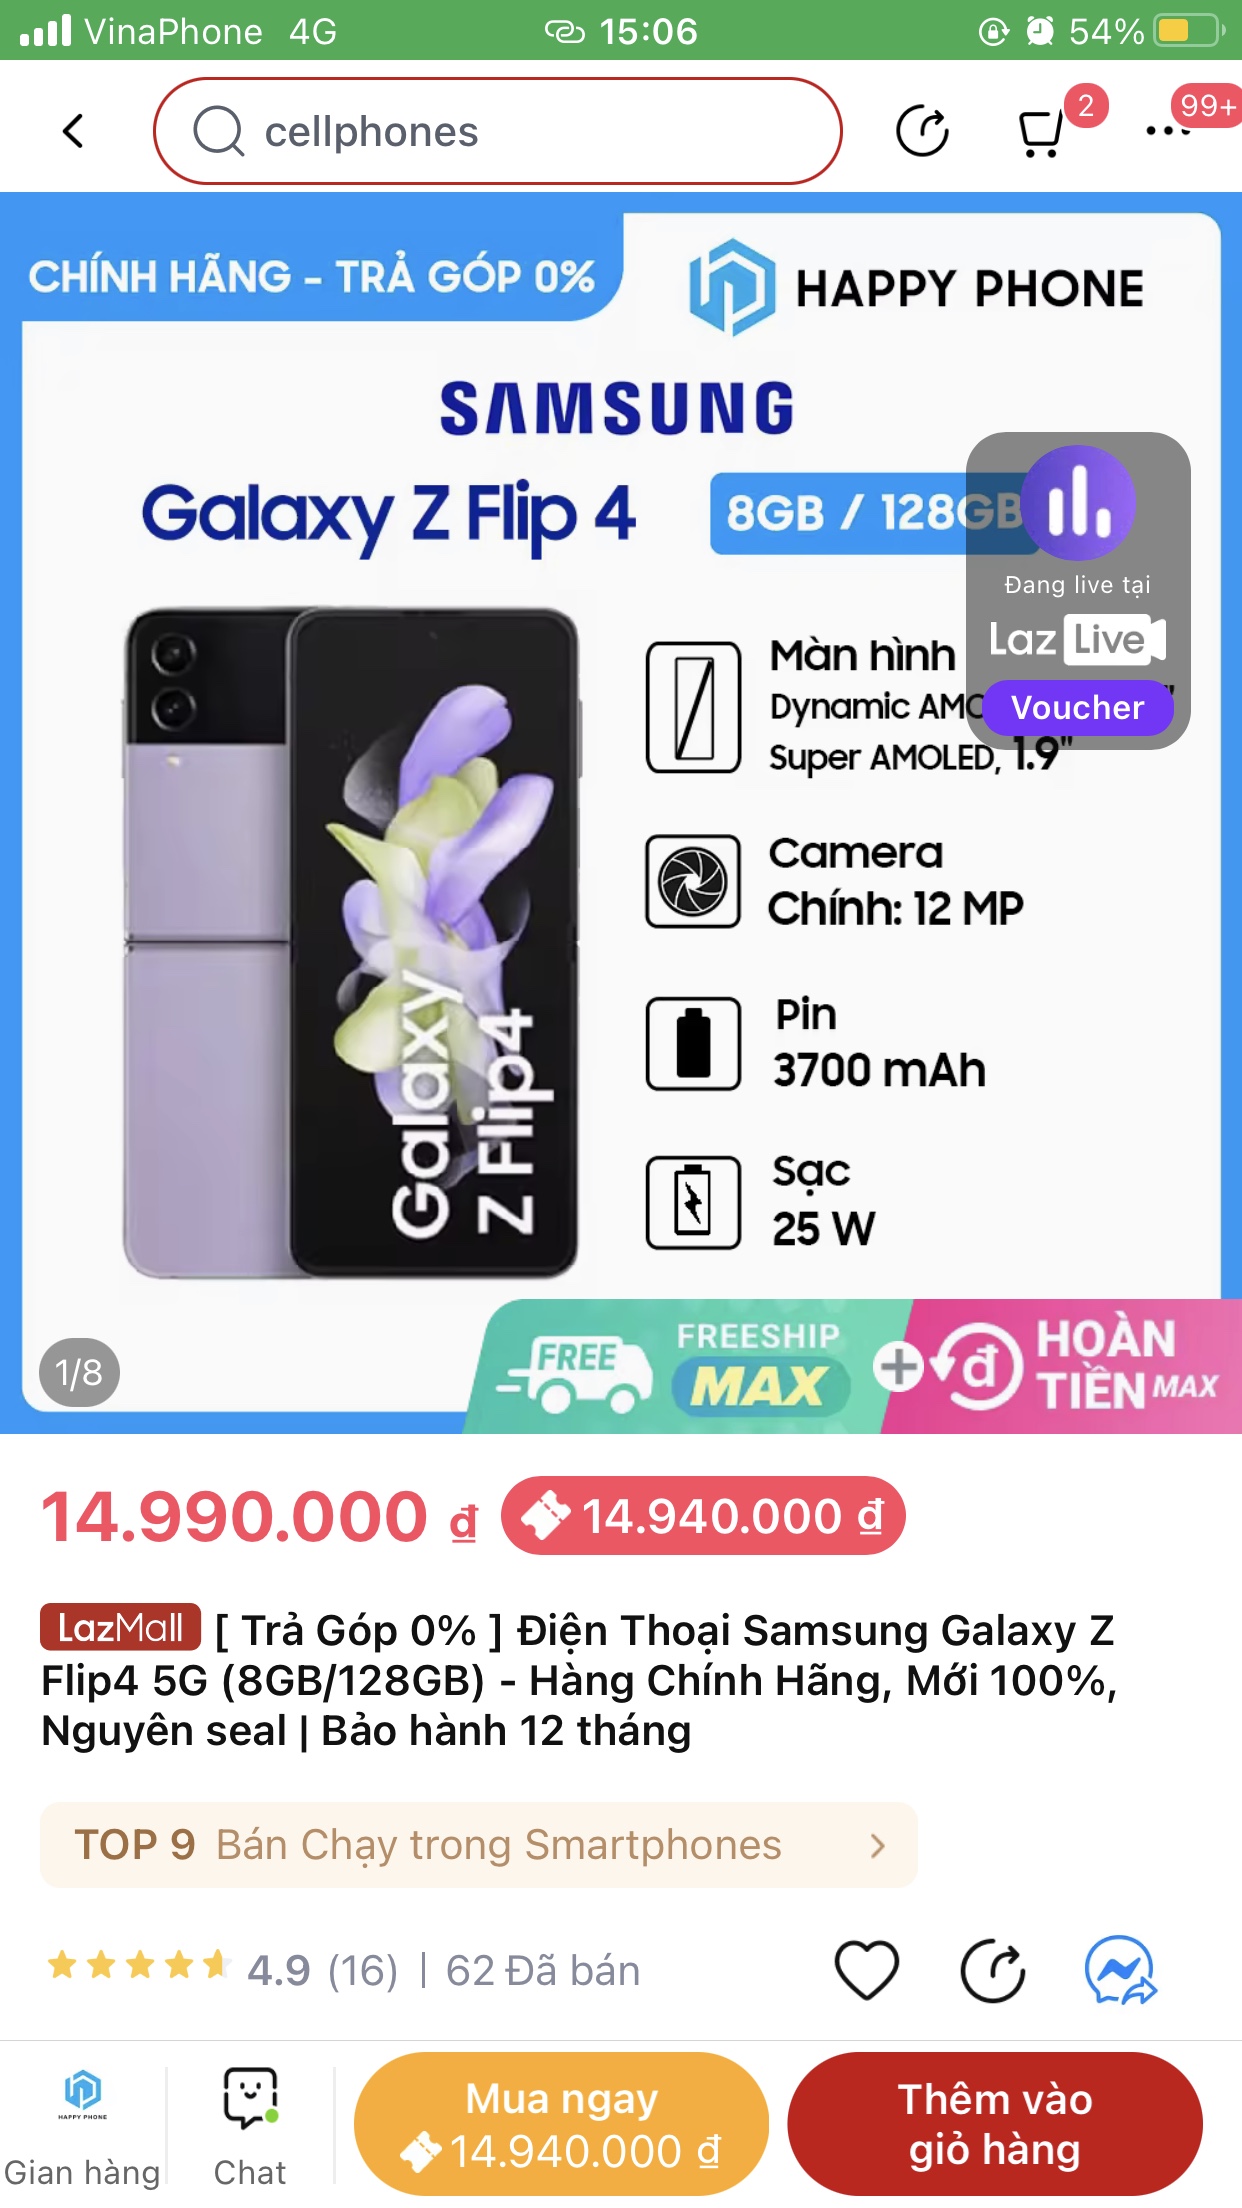 VinaPhone 4G 15:06 54%
cellphones 2 99+
CHÍNH HÃNG - TRẢ GÓP 0% HAPPY PHONE
SAMSUNG
Galaxy Z Flip 4 8GB / 128GB
Đang live tại
Laz Live
Voucher
Màn hình
Dynamic
Super AMOLED, 1.9"
Camera
Chính: 12 MP
Pin
3700 mAh
Sạc
25 W
Galaxy
Z Flip4
1/8
FREE FREESHIP MAX + đ HOÀN TIỀN MAX
14.990.000 ₫ 14.940.000 ₫
LazMall [ Trả Góp 0% ] Điện Thoại Samsung Galaxy Z
Flip4 5G (8GB/128GB) - Hàng Chính Hãng, Mới 100%,
Nguyên seal | Bảo hành 12 tháng
TOP 9 Bán Chạy trong Smartphones
4.9 (16) | 62 Đã bán
HAPPY PHONE
Gian hàng
Chat
Mua ngay
14.940.000 ₫
Thêm vào
giỏ hàng